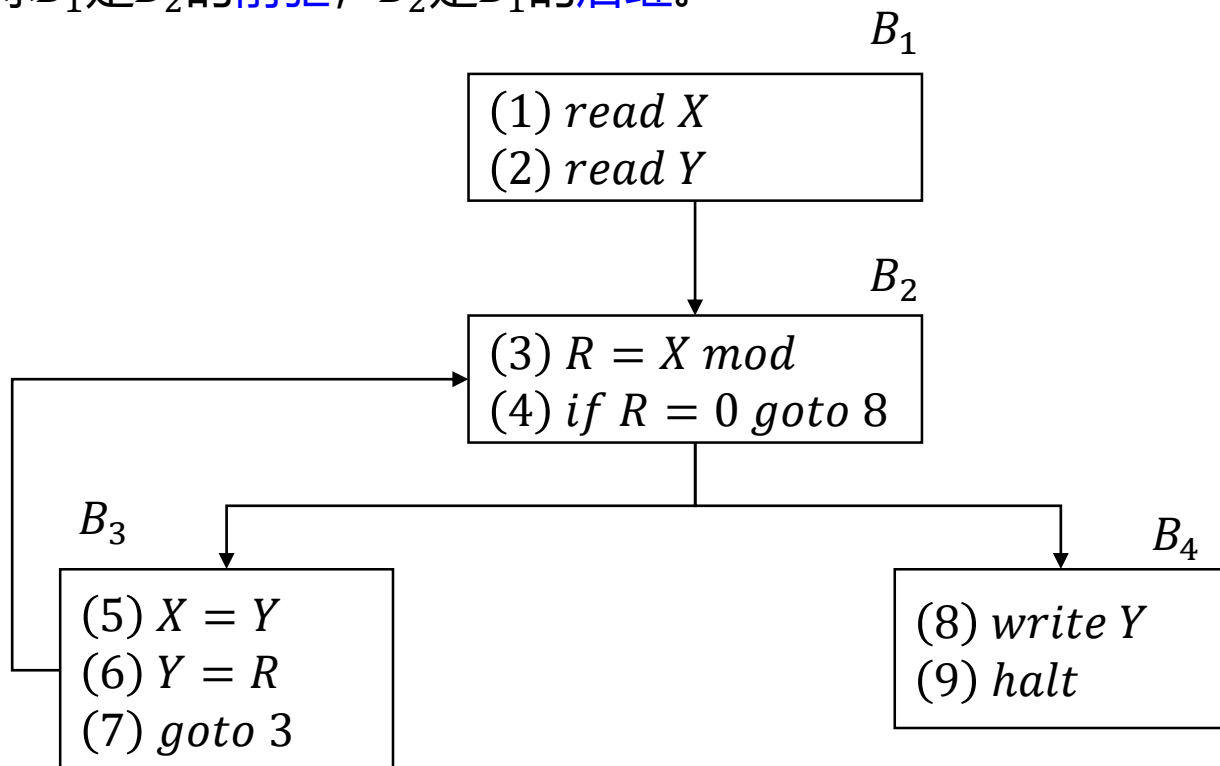 B₁是B₂的前驱，B₂是B₁的后继。
B₁
(1) read X
(2) read Y
B₂
(3) R = X mod
(4) if R = 0 goto 8
B₃
(5) X = Y
(6) Y = R
(7) goto 3
B₄
(8) write Y
(9) halt